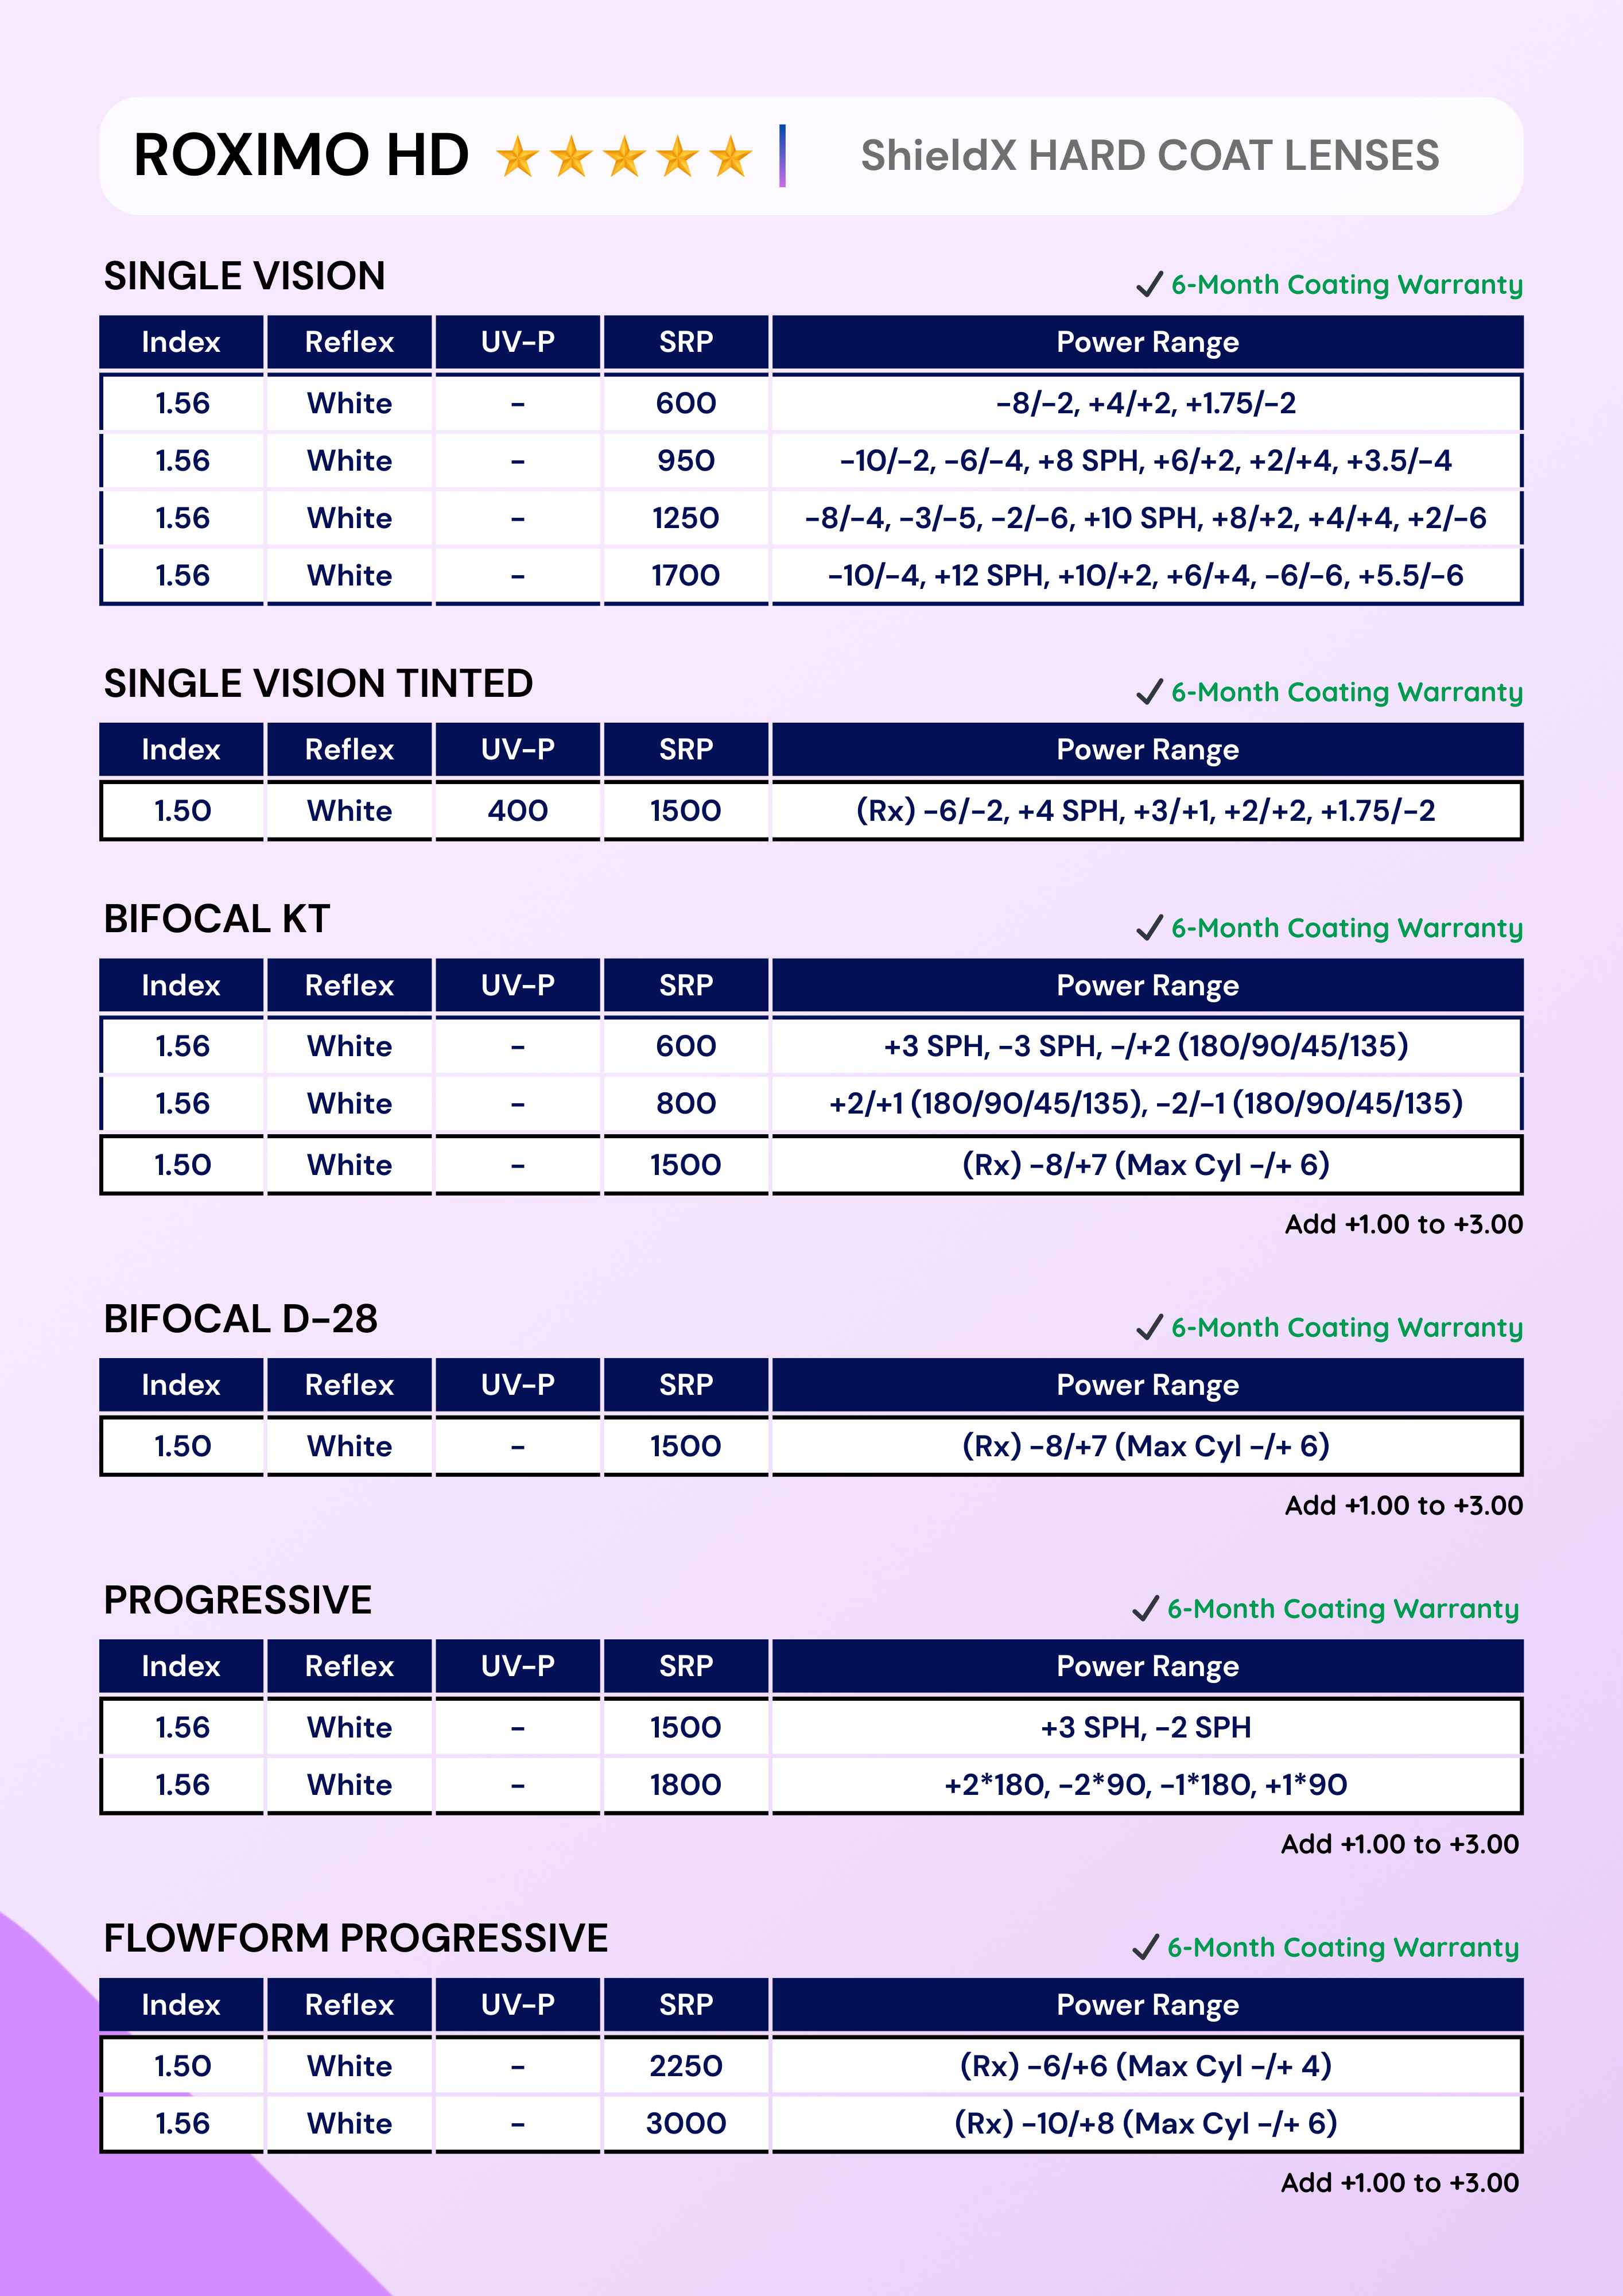 ROXIMO HD ⭐⭐⭐⭐⭐ | ShieldX HARD COAT LENSES
SINGLE VISION ✔ 6-Month Coating Warranty
Index Reflex UV-P SRP Power Range
1.56 White - 600 -8/-2, +4/+2, +1.75/-2
1.56 White - 950 -10/-2, -6/-4, +8 SPH, +6/+2, +2/+4, +3.5/-4
1.56 White - 1250 -8/-4, -3/-5, -2/-6, +10 SPH, +8/+2, +4/+4, +2/-6
1.56 White - 1700 -10/-4, +12 SPH, +10/+2, +6/+4, -6/-6, +5.5/-6
SINGLE VISION TINTED ✔ 6-Month Coating Warranty
Index Reflex UV-P SRP Power Range
1.50 White 400 1500 (Rx) -6/-2, +4 SPH, +3/+1, +2/+2, +1.75/-2
BIFOCAL KT ✔ 6-Month Coating Warranty
Index Reflex UV-P SRP Power Range
1.56 White - 600 +3 SPH, -3 SPH, -/+2 (180/90/45/135)
1.56 White - 800 +2/+1 (180/90/45/135), -2/-1 (180/90/45/135)
1.50 White - 1500 (Rx) -8/+7 (Max Cyl -/+ 6)
Add +1.00 to +3.00
BIFOCAL D-28 ✔ 6-Month Coating Warranty
Index Reflex UV-P SRP Power Range
1.50 White - 1500 (Rx) -8/+7 (Max Cyl -/+ 6)
Add +1.00 to +3.00
PROGRESSIVE ✔ 6-Month Coating Warranty
Index Reflex UV-P SRP Power Range
1.56 White - 1500 +3 SPH, -2 SPH
1.56 White - 1800 +2*180, -2*90, -1*180, +1*90
Add +1.00 to +3.00
FLOWFORM PROGRESSIVE ✔ 6-Month Coating Warranty
Index Reflex UV-P SRP Power Range
1.50 White - 2250 (Rx) -6/+6 (Max Cyl -/+ 4)
1.56 White - 3000 (Rx) -10/+8 (Max Cyl -/+ 6)
Add +1.00 to +3.00